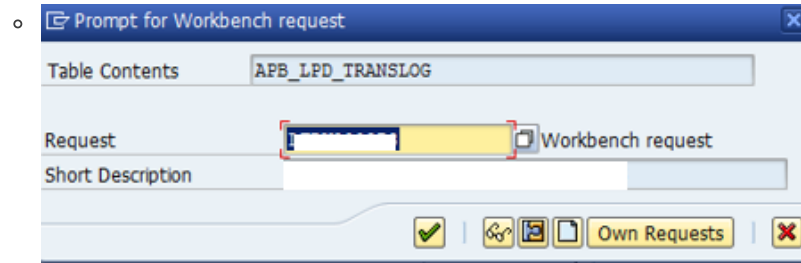 Prompt for Workbench request
Table Contents APB_LPD_TRANSLOG
Request Workbench request
Short Description
Own Requests